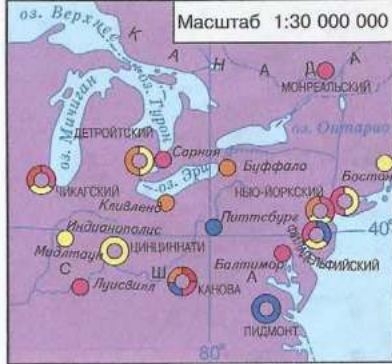 Масштаб 1:30 000 000
оз. Верхнее
К А Н А Д А
оз. Мичиган
оз. Гурон
МОНРЕАЛЬСКИЙ
оз. Онтарио
ДЕТРОЙТСКИЙ
Сарния
оз. Эри
Буффало
Бостон
ЧИКАГСКИЙ
Кливленд
НЬЮ-ЙОРКСКИЙ
Индианополис
Питтсбург
40°
Мидлтаун
ЦИНЦИННАТИ
ФИЛАДЕЛЬФИЙСКИЙ
Балтимор
С Ш А
Луисвилл
КАНОВА
ПИДМОНТ
80°